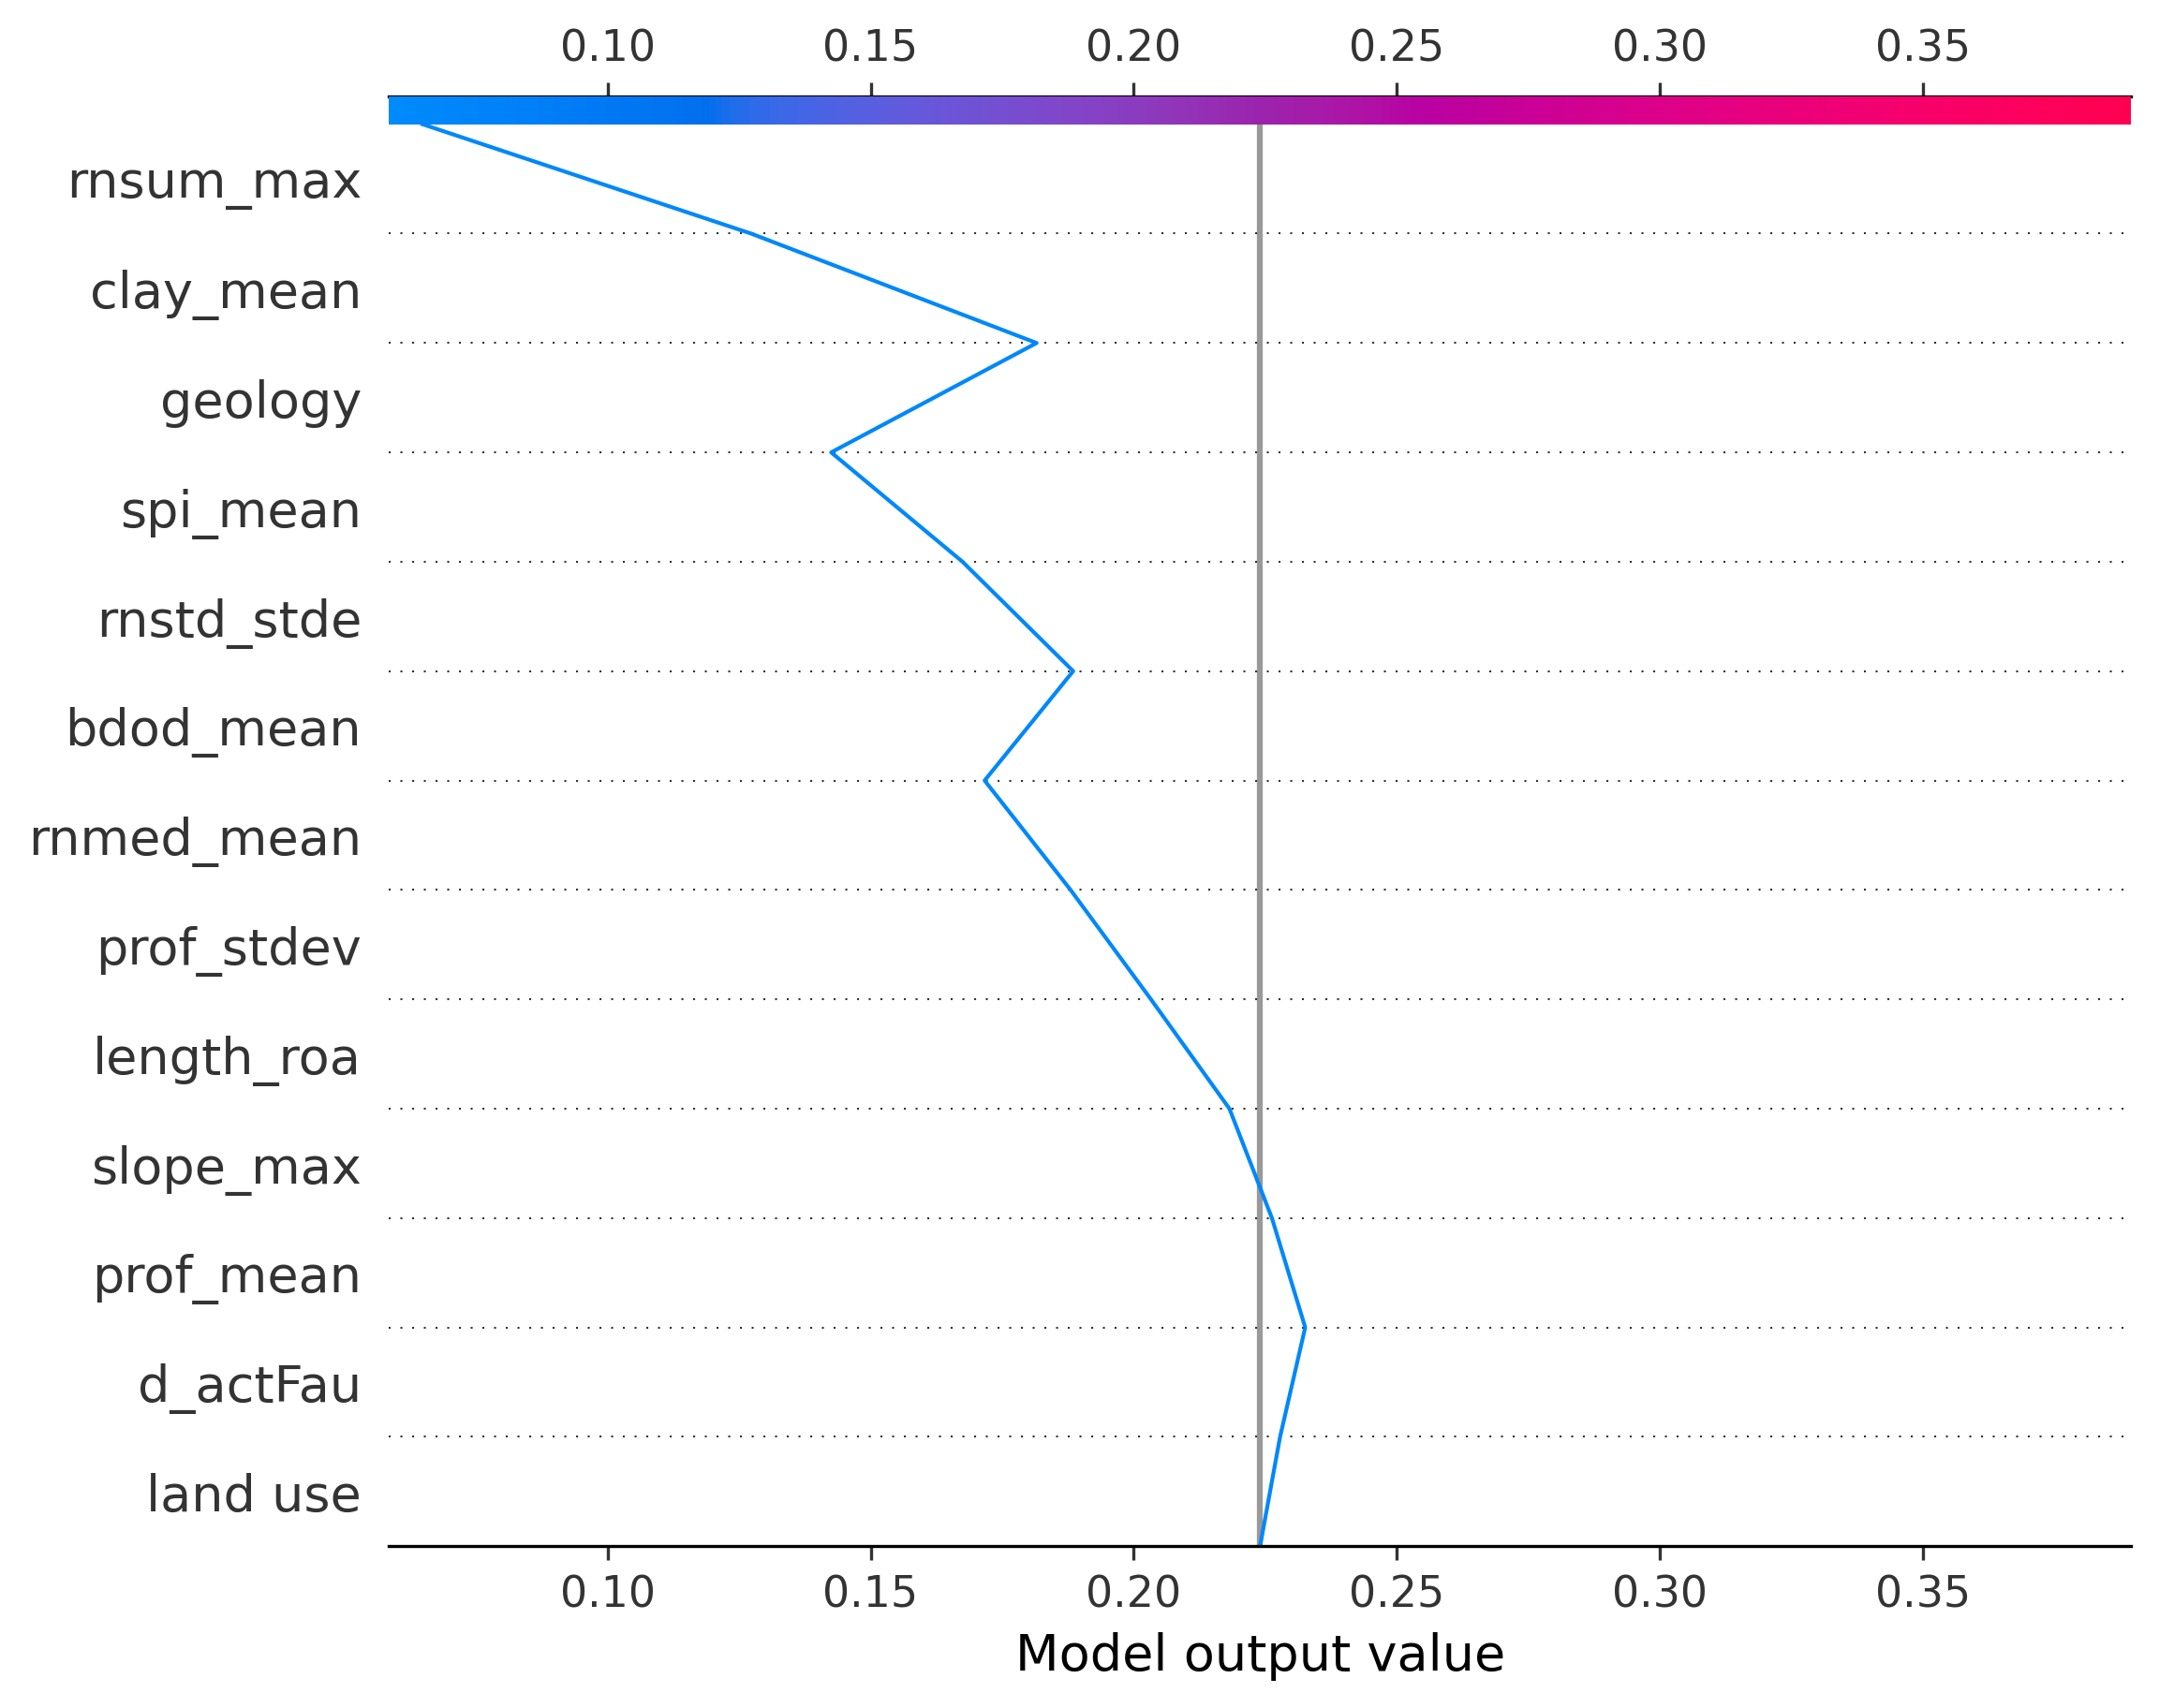 0.10 0.15 0.20 0.25 0.30 0.35
rnsum_max
clay_mean
geology
spi_mean
rnstd_stde
bdod_mean
rnmed_mean
prof_stdev
length_roa
slope_max
prof_mean
d_actFau
land use
0.10 0.15 0.20 0.25 0.30 0.35
Model output value